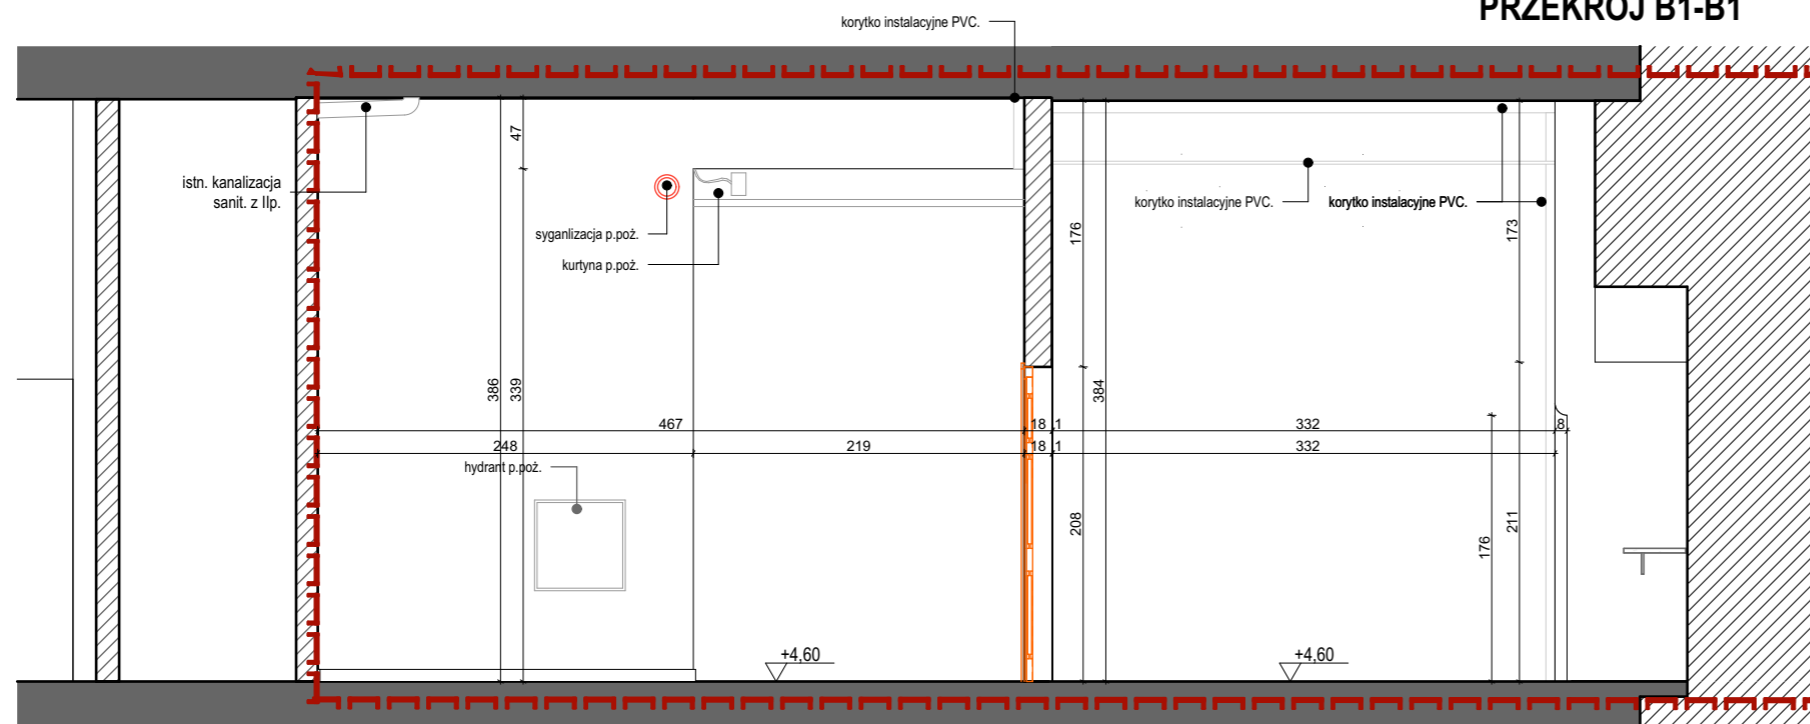 PRZEKRÓJ B1-B1
korytko instalacyjne PVC.
47
istn. kanalizacja
sanit. z IIp.
syganlizacja p.poż.
kurtyna p.poż.
korytko instalacyjne PVC.
korytko instalacyjne PVC.
176
173
386
339
384
467
18
1
332
8
248
219
18
1
332
hydrant p.poż.
208
211
176
+4,60
+4,60